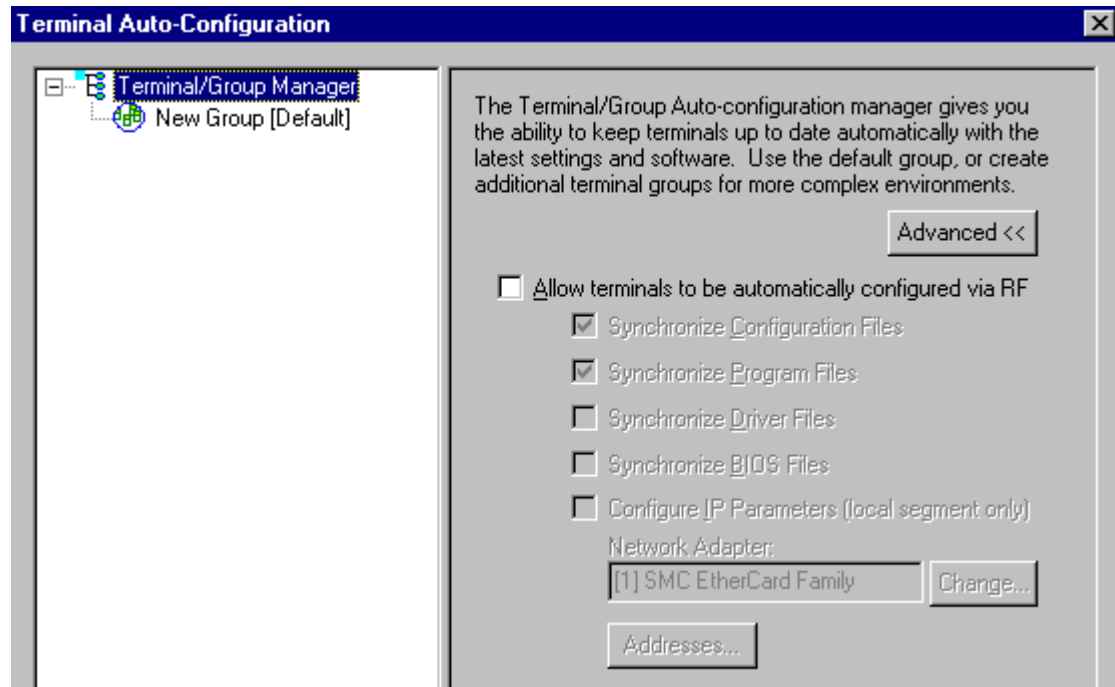 Terminal Auto-Configuration
Terminal/Group Manager
New Group [Default]
The Terminal/Group Auto-configuration manager gives you
the ability to keep terminals up to date automatically with the
latest settings and software. Use the default group, or create
additional terminal groups for more complex environments.
Advanced <<
Allow terminals to be automatically configured via RF
Synchronize Configuration Files
Synchronize Program Files
Synchronize Driver Files
Synchronize BIOS Files
Configure IP Parameters (local segment only)
Network Adapter:
[1] SMC EtherCard Family
Change...
Addresses...